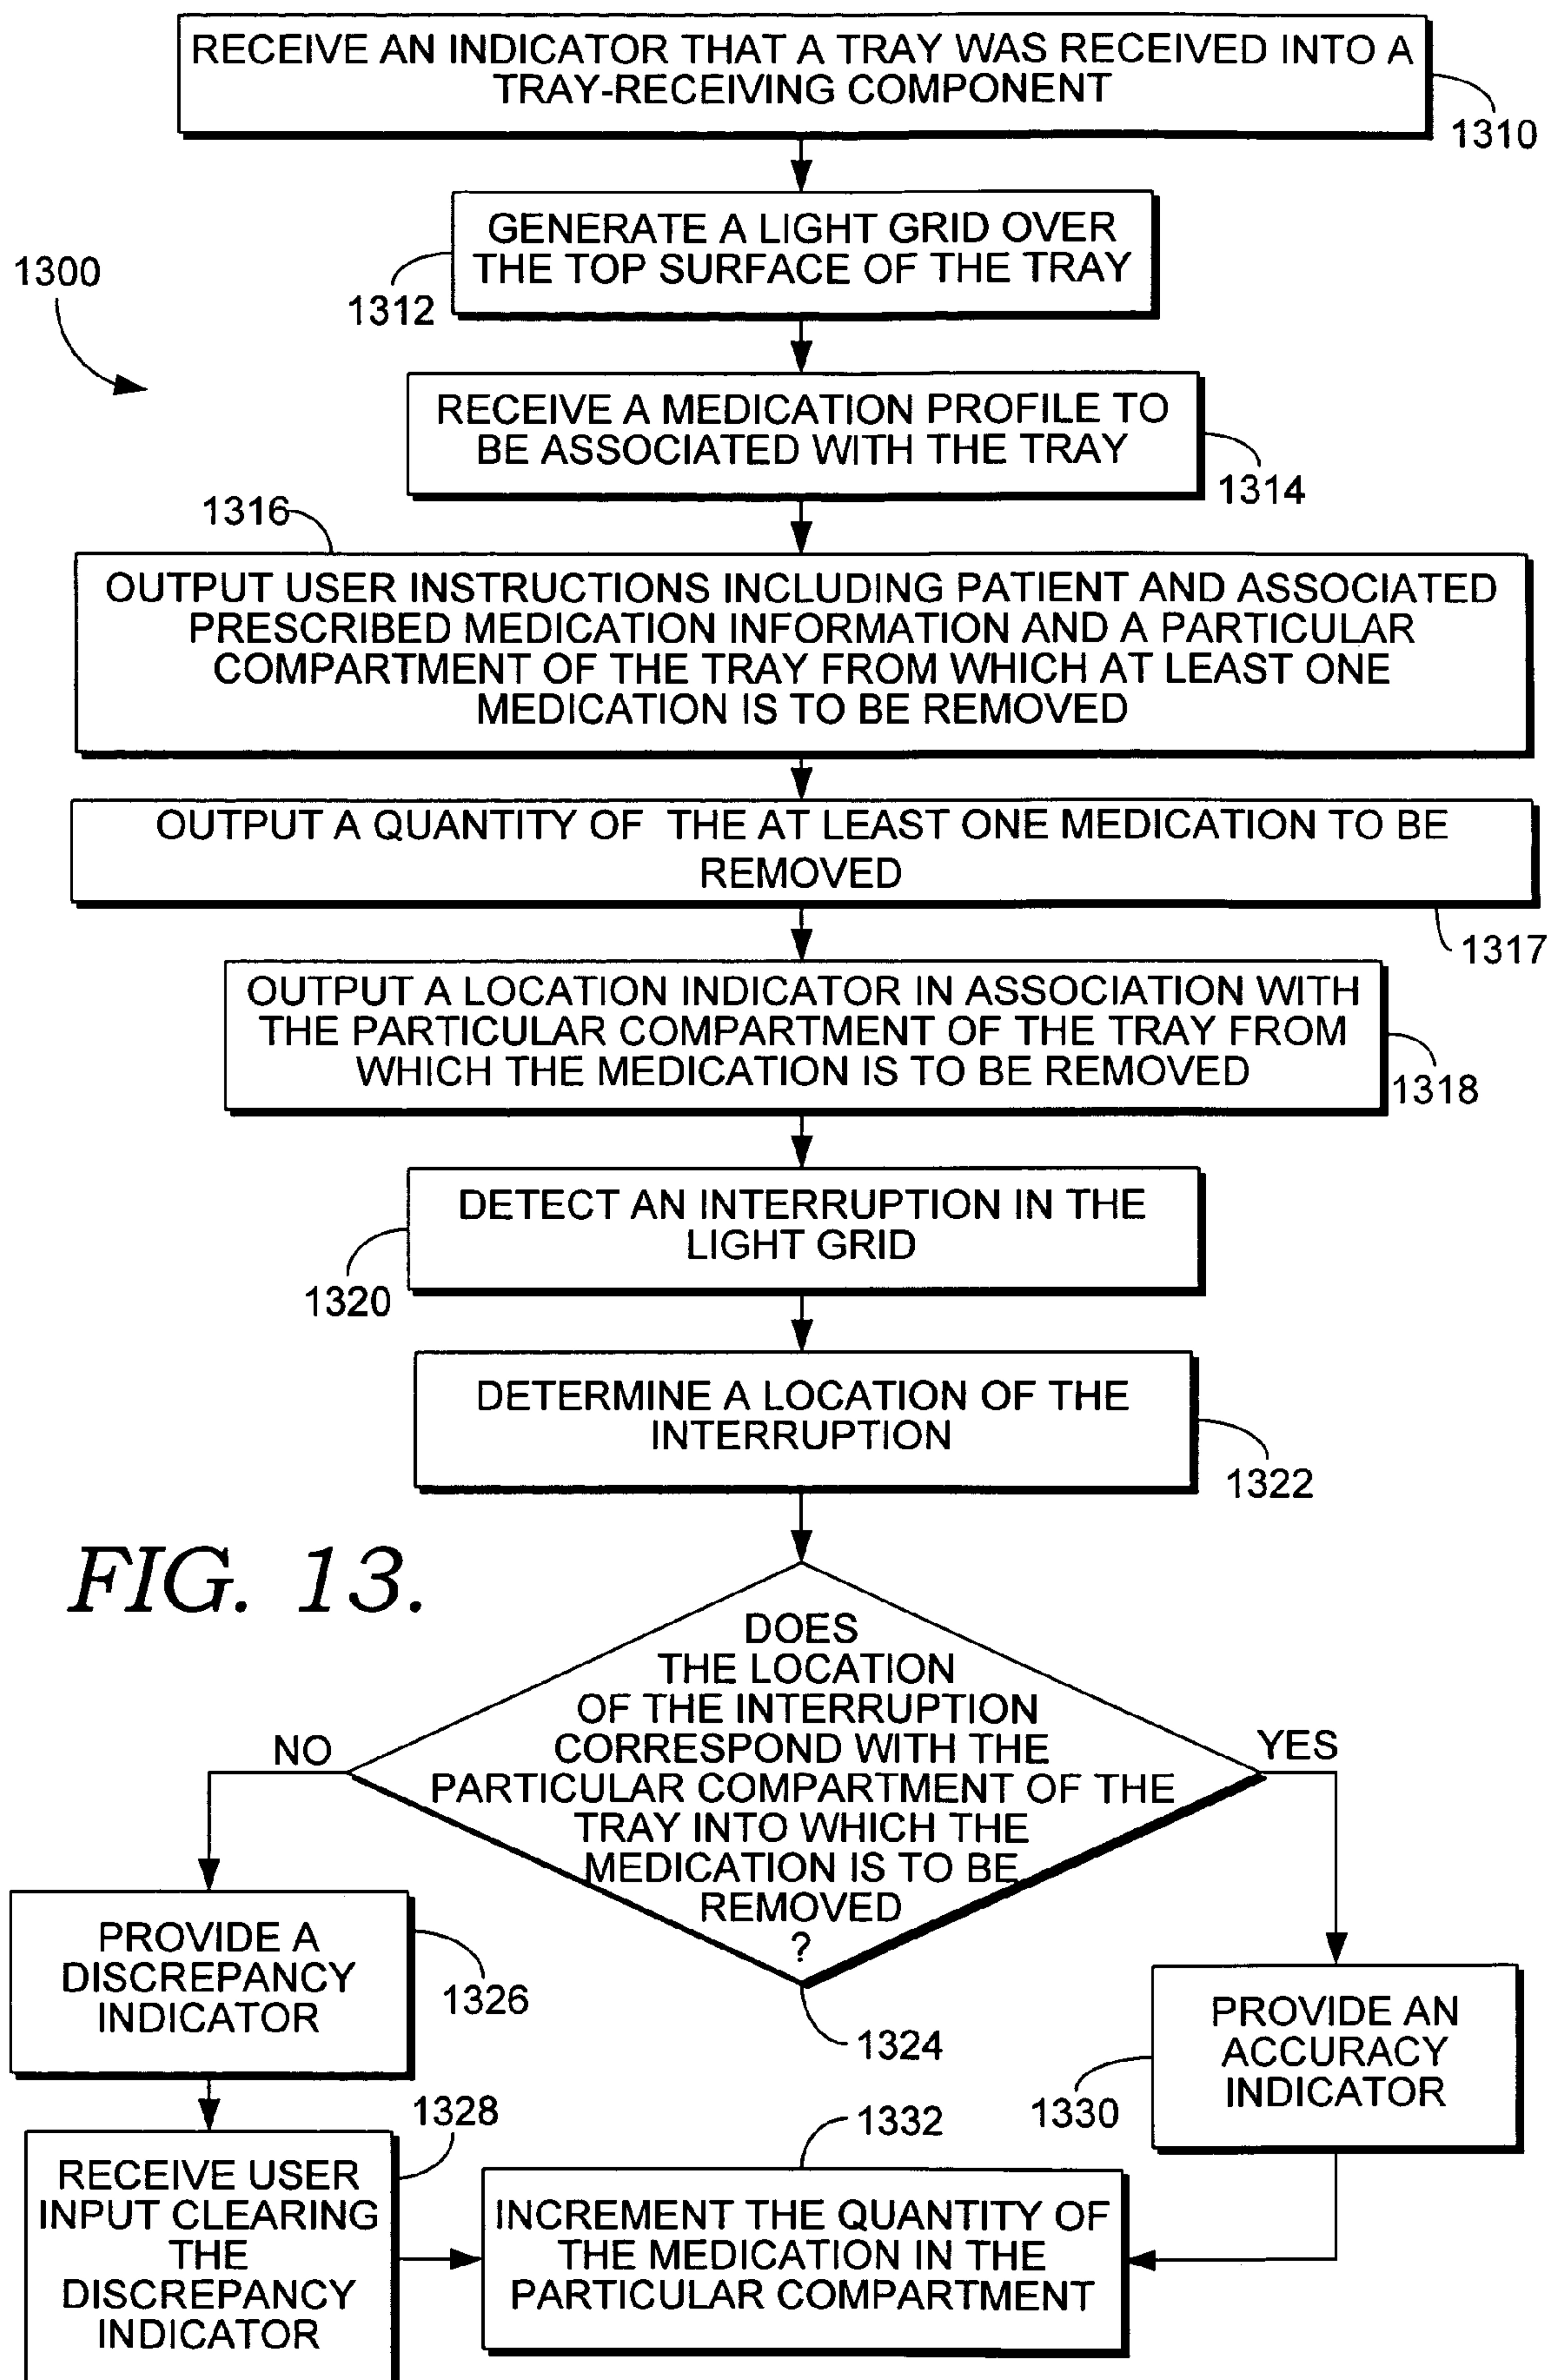 RECEIVE AN INDICATOR THAT A TRAY WAS RECEIVED INTO A
TRAY-RECEIVING COMPONENT
1310
GENERATE A LIGHT GRID OVER
THE TOP SURFACE OF THE TRAY
1300
1312
RECEIVE A MEDICATION PROFILE TO
BE ASSOCIATED WITH THE TRAY
1314
1316
OUTPUT USER INSTRUCTIONS INCLUDING PATIENT AND ASSOCIATED
PRESCRIBED MEDICATION INFORMATION AND A PARTICULAR
COMPARTMENT OF THE TRAY FROM WHICH AT LEAST ONE
MEDICATION IS TO BE REMOVED
OUTPUT A QUANTITY OF THE AT LEAST ONE MEDICATION TO BE
REMOVED
1317
OUTPUT A LOCATION INDICATOR IN ASSOCIATION WITH
THE PARTICULAR COMPARTMENT OF THE TRAY FROM
WHICH THE MEDICATION IS TO BE REMOVED
1318
DETECT AN INTERRUPTION IN THE
LIGHT GRID
1320
DETERMINE A LOCATION OF THE
INTERRUPTION
1322
FIG. 13.
DOES
THE LOCATION
OF THE INTERRUPTION
CORRESPOND WITH THE
PARTICULAR COMPARTMENT OF THE
TRAY INTO WHICH THE
MEDICATION IS TO BE
REMOVED
?
NO
YES
1324
PROVIDE A
DISCREPANCY
INDICATOR
1326
PROVIDE AN
ACCURACY
INDICATOR
1330
1328
RECEIVE USER
INPUT CLEARING
THE
DISCREPANCY
INDICATOR
1332
INCREMENT THE QUANTITY OF
THE MEDICATION IN THE
PARTICULAR COMPARTMENT